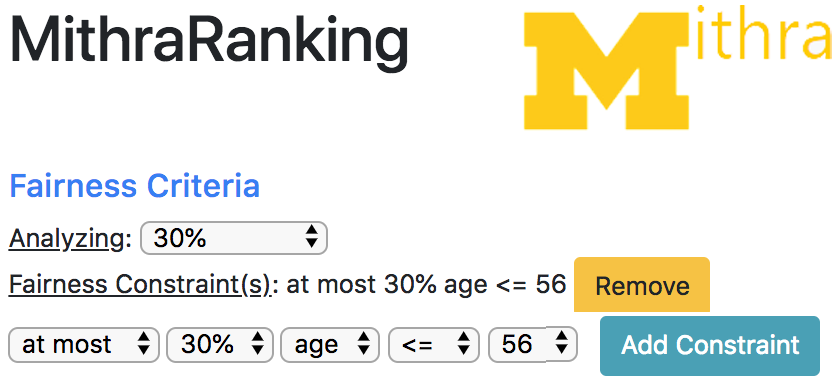 MithraRanking
Mithra
Fairness Criteria
Analyzing: 30%
Fairness Constraint(s): at most 30% age <= 56 Remove
at most 30% age <= 56 Add Constraint